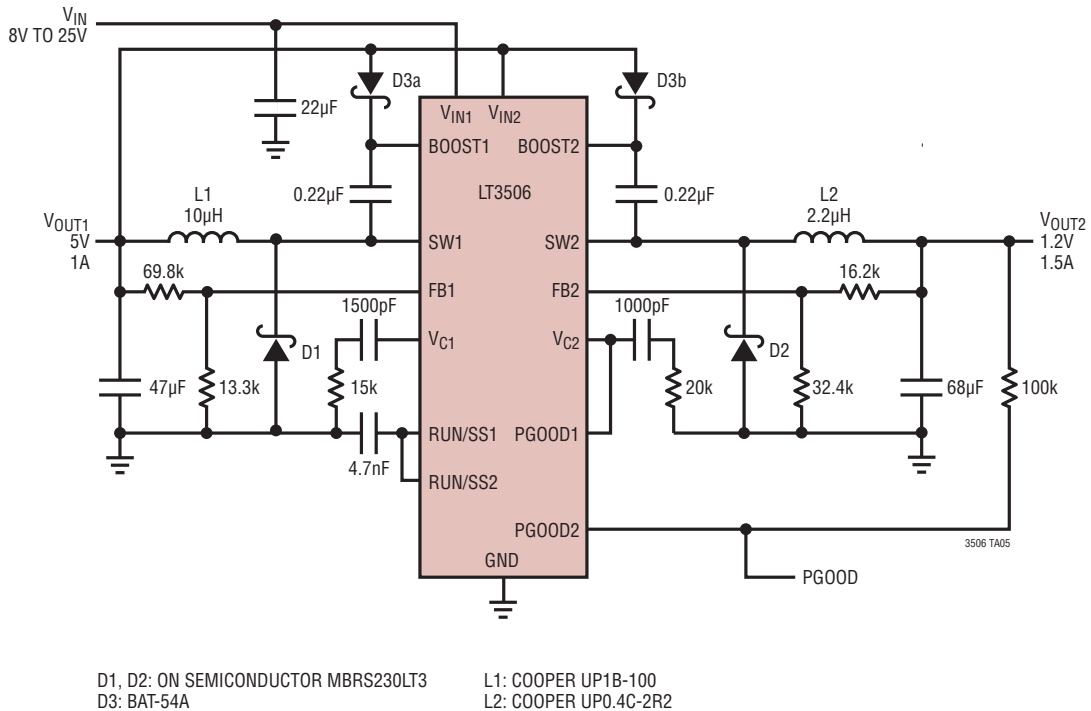 VIN
8V TO 25V
22µF
D3a
D3b
VIN1
VIN2
BOOST1
BOOST2
LT3506
0.22µF
0.22µF
L1
10µH
L2
2.2µH
VOUT1
5V
1A
SW1
SW2
VOUT2
1.2V
1.5A
69.8k
FB1
FB2
16.2k
1500pF
1000pF
VC1
VC2
D1
D2
47µF
13.3k
15k
20k
32.4k
68µF
100k
RUN/SS1
PGOOD1
4.7nF
RUN/SS2
PGOOD2
3506 TA05
GND
PGOOD
D1, D2: ON SEMICONDUCTOR MBRS230LT3
D3: BAT-54A
L1: COOPER UP1B-100
L2: COOPER UP0.4C-2R2